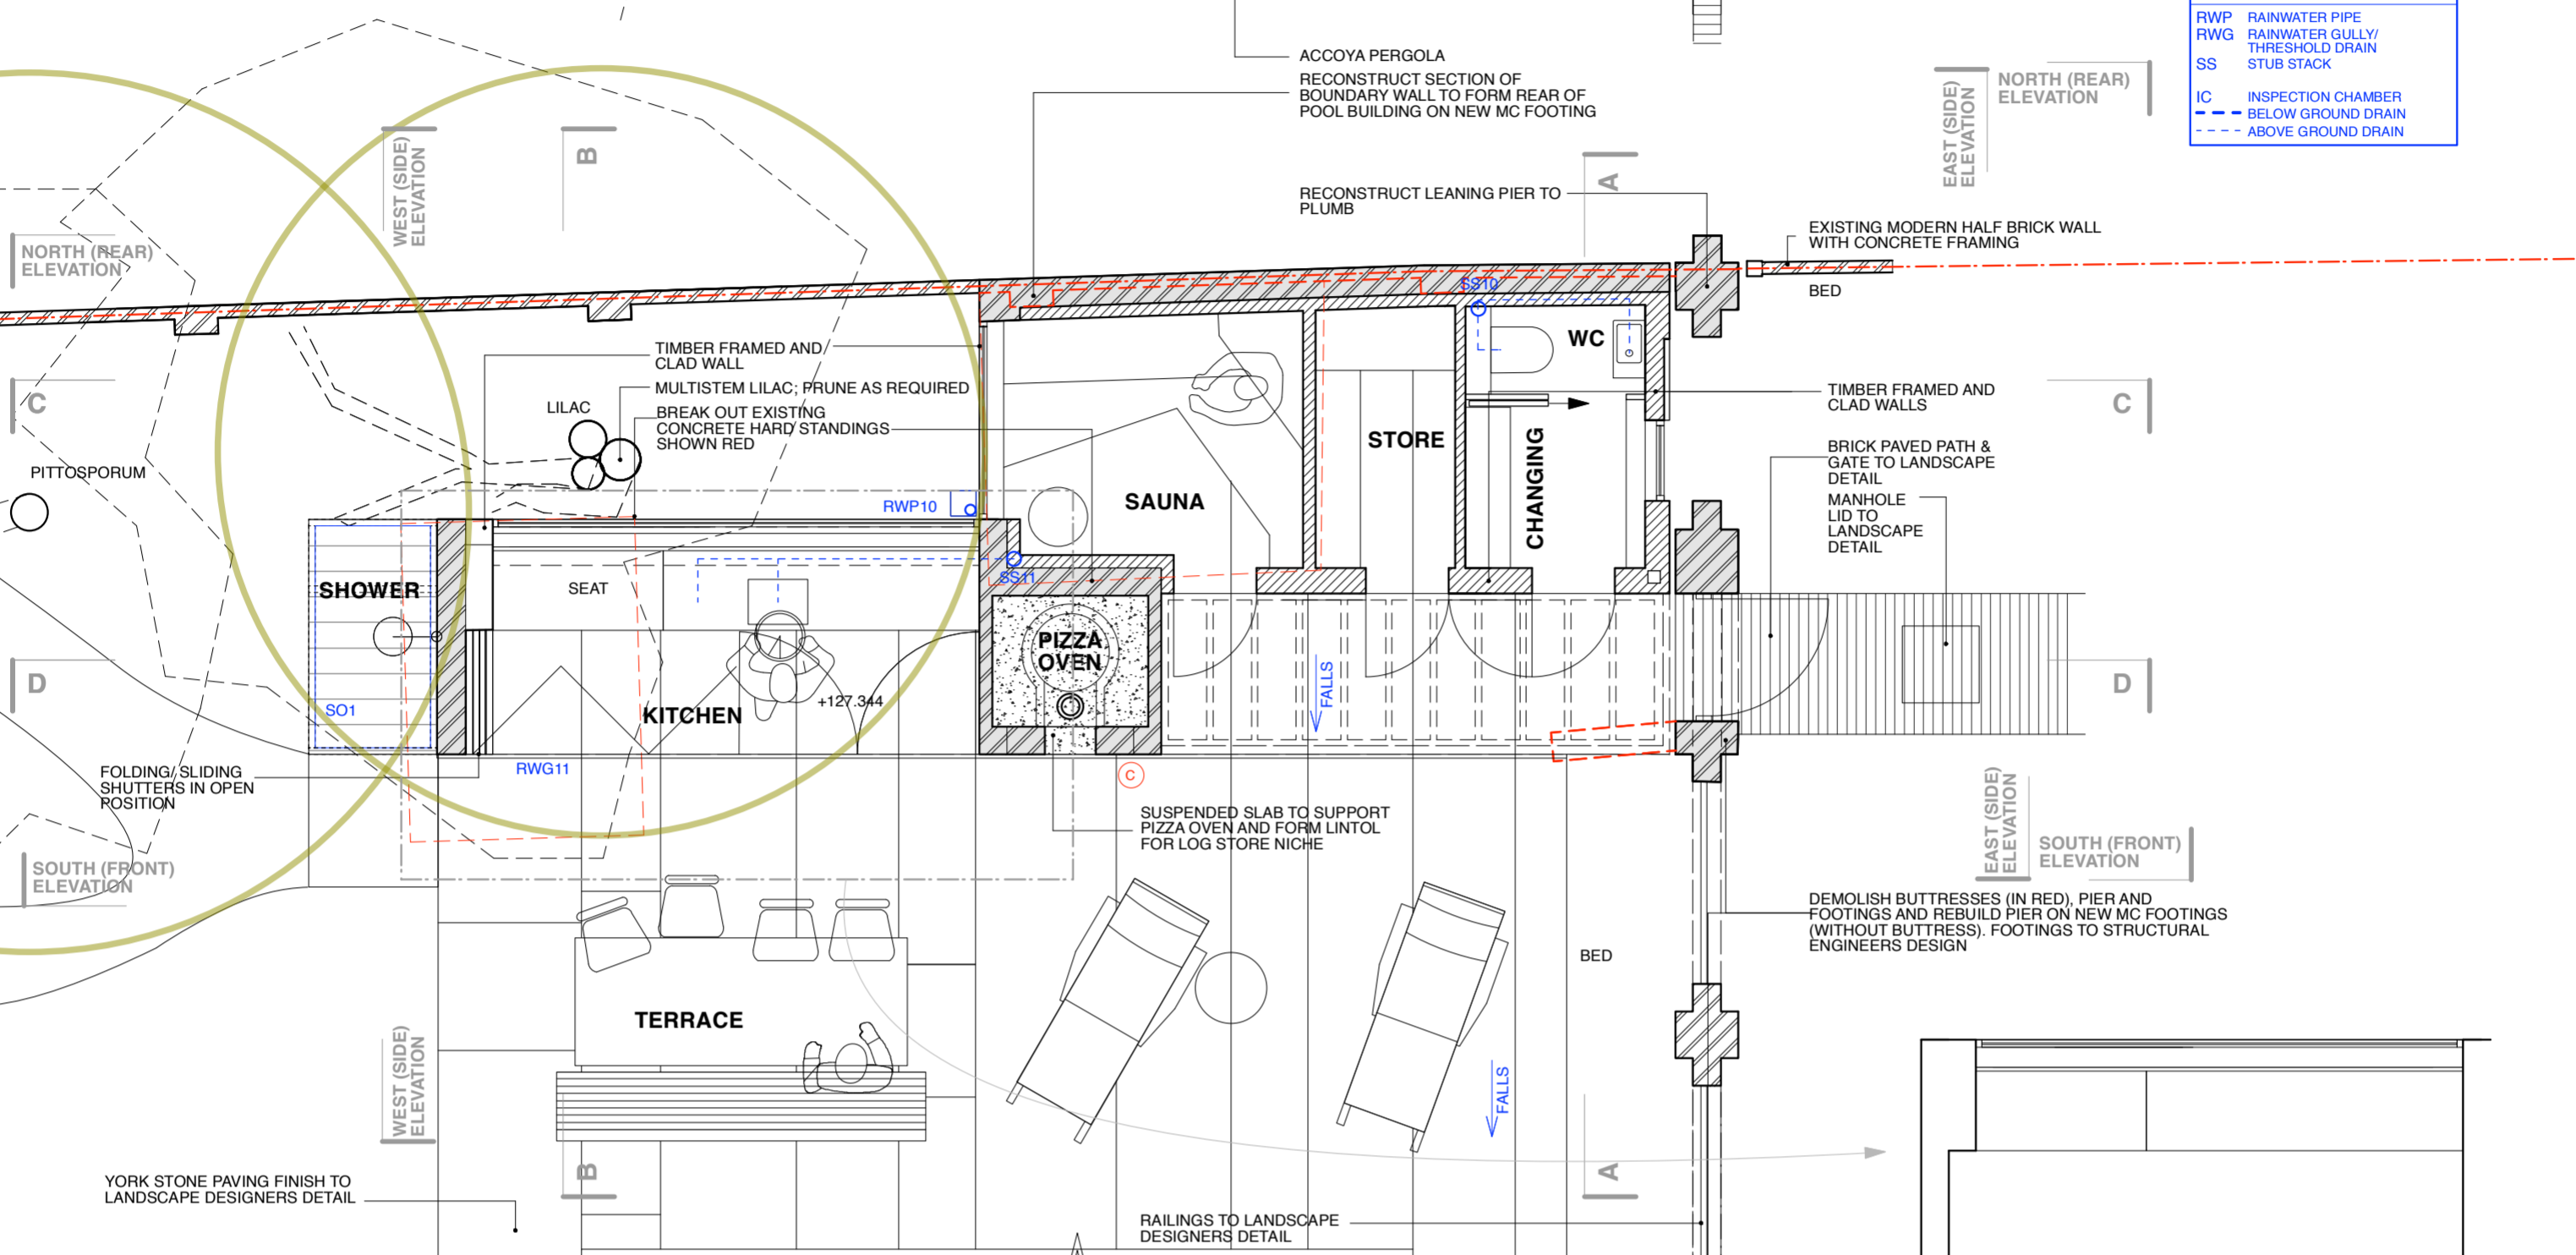 RWP RAINWATER PIPE
RWG RAINWATER GULLY/
THRESHOLD DRAIN
SS STUB STACK
IC INSPECTION CHAMBER
BELOW GROUND DRAIN
ABOVE GROUND DRAIN
ACCOYA PERGOLA
RECONSTRUCT SECTION OF
BOUNDARY WALL TO FORM REAR OF
POOL BUILDING ON NEW MC FOOTING
NORTH (REAR)
ELEVATION
EAST (SIDE)
ELEVATION
WEST (SIDE)
ELEVATION
B
A
RECONSTRUCT LEANING PIER TO
PLUMB
EXISTING MODERN HALF BRICK WALL
WITH CONCRETE FRAMING
BED
NORTH (REAR)
ELEVATION
SS10
WC
TIMBER FRAMED AND
CLAD WALL
MULTISTEM LILAC; PRUNE AS REQUIRED
LILAC
BREAK OUT EXISTING
CONCRETE HARD STANDINGS
SHOWN RED
C
C
TIMBER FRAMED AND
CLAD WALLS
STORE
CHANGING
SAUNA
BRICK PAVED PATH &
GATE TO LANDSCAPE
DETAIL
MANHOLE
LID TO
LANDSCAPE
DETAIL
PITTOSPORUM
RWP10
SS11
SHOWER
SEAT
PIZZA
OVEN
D
D
FALLS
SO1
KITCHEN
+127.344
RWG11
FOLDING/ SLIDING
SHUTTERS IN OPEN
POSITION
C
SUSPENDED SLAB TO SUPPORT
PIZZA OVEN AND FORM LINTOL
FOR LOG STORE NICHE
SOUTH (FRONT)
ELEVATION
EAST (SIDE)
ELEVATION
SOUTH (FRONT)
ELEVATION
DEMOLISH BUTTRESSES (IN RED), PIER AND
FOOTINGS AND REBUILD PIER ON NEW MC FOOTINGS
(WITHOUT BUTTRESS). FOOTINGS TO STRUCTURAL
ENGINEERS DESIGN
BED
TERRACE
FALLS
WEST (SIDE)
ELEVATION
B
A
YORK STONE PAVING FINISH TO
LANDSCAPE DESIGNERS DETAIL
RAILINGS TO LANDSCAPE
DESIGNERS DETAIL